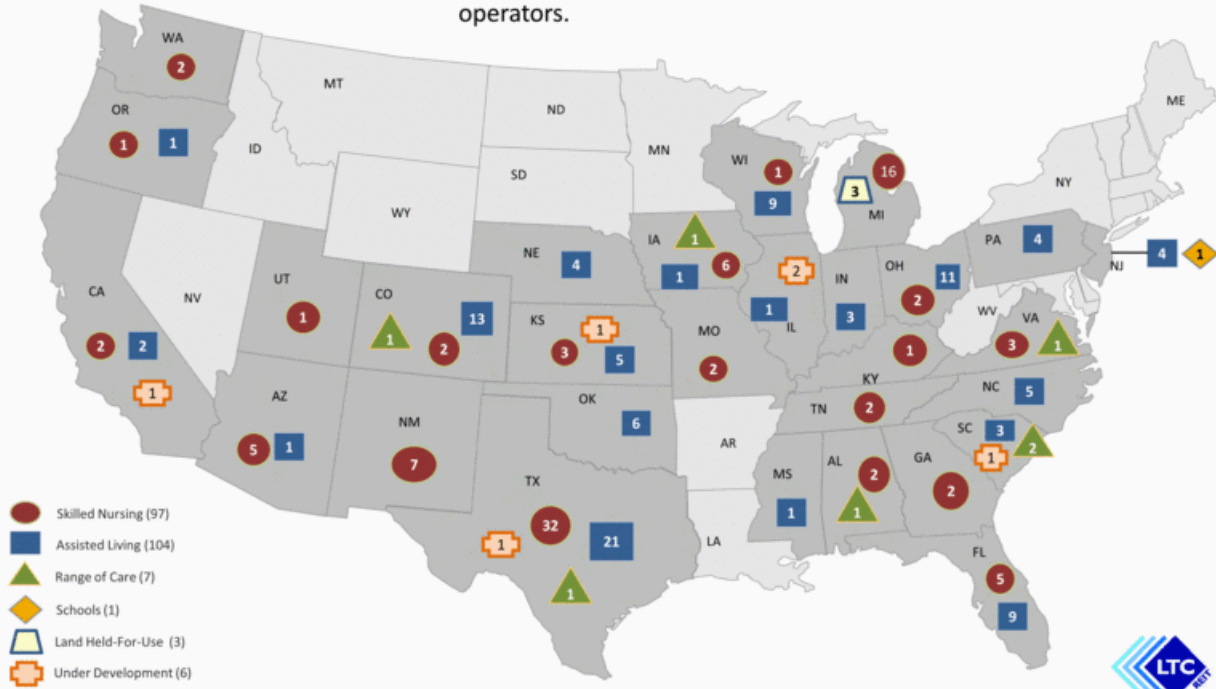 operators.
WA
2
MT
ND
ME
OR
1
1
ID
MN
WI
1
9
16
3
MI
NY
SD
WY
IA
1
1
6
NE
4
PA
4
NJ
4
1
CA
2
2
1
NV
UT
1
CO
1
2
13
KS
1
3
5
MO
2
2
1
IL
IN
3
OH
11
2
WV
VA
3
1
KY
1
AZ
5
1
NM
7
OK
6
AR
TN
2
NC
5
SC
3
1
2
TX
32
21
1
1
LA
MS
1
AL
2
1
GA
2
FL
5
9
Skilled Nursing (97)
Assisted Living (104)
Range of Care (7)
Schools (1)
Land Held-For-Use (3)
Under Development (6)
LTC
REIT